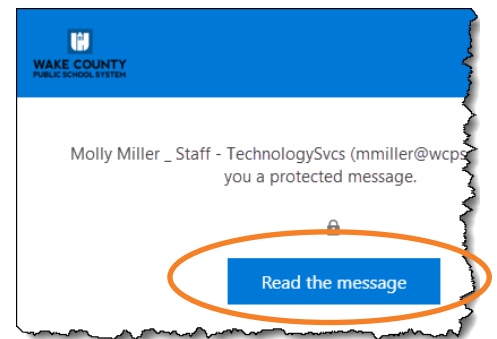 WAKE COUNTY
PUBLIC SCHOOL SYSTEM
Molly Miller _ Staff - TechnologySvcs (mmiller@wcps
you a protected message.
Read the message